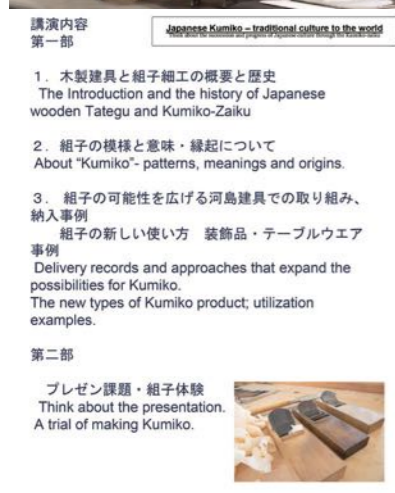 講演内容
第一部
Japanese Kumiko – traditional culture to the world
１．木製建具と組子細工の概要と歴史
The Introduction and the history of Japanese
wooden Tategu and Kumiko-Zaiku
２．組子の模様と意味・縁起について
About “Kumiko”- patterns, meanings and origins.
３． 組子の可能性を広げる河島建具での取り組み、
納入事例
組子の新しい使い方　装飾品・テーブルウエア
事例
Delivery records and approaches that expand the
possibilities for Kumiko.
The new types of Kumiko product; utilization
examples.
第二部
プレゼン課題・組子体験
Think about the presentation.
A trial of making Kumiko.